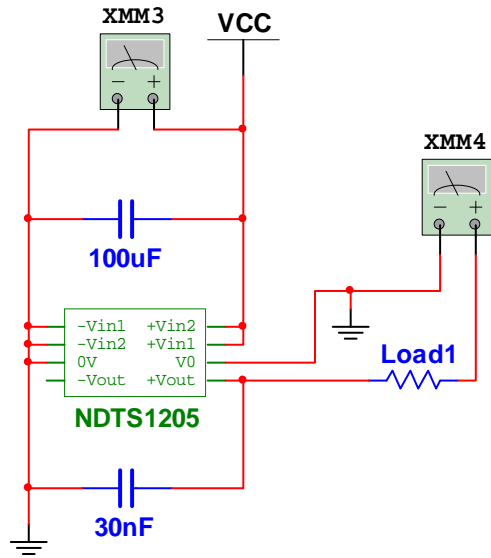 XMM3
VCC
- +
XMM4
- +
100uF
-Vin1 +Vin2
-Vin2 +Vin1
0V V0
-Vout +Vout
Load1
NDTS1205
30nF